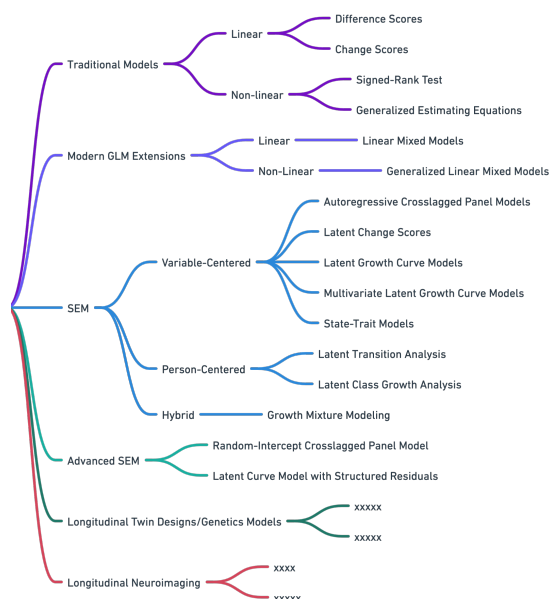 Difference Scores
Linear
Change Scores
Traditional Models
Signed-Rank Test
Non-linear
Generalized Estimating Equations
Linear
Linear Mixed Models
Modern GLM Extensions
Non-Linear
Generalized Linear Mixed Models
Autoregressive Crosslagged Panel Models
Latent Change Scores
Variable-Centered
Latent Growth Curve Models
Multivariate Latent Growth Curve Models
SEM
State-Trait Models
Latent Transition Analysis
Person-Centered
Latent Class Growth Analysis
Hybrid
Growth Mixture Modeling
Random-Intercept Crosslagged Panel Model
Advanced SEM
Latent Curve Model with Structured Residuals
xxxxx
Longitudinal Twin Designs/Genetics Models
xxxxx
xxxx
Longitudinal Neuroimaging
xxxxx